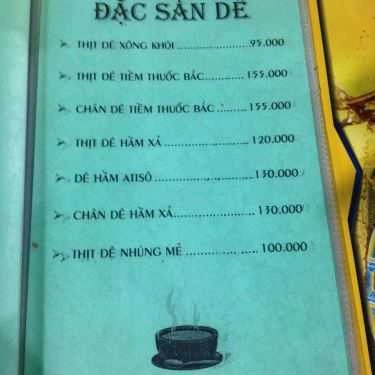 ĐẶC SẢN DÊ
THỊT DÊ XÔNG KHÓI.....................95.000
THỊT DÊ TIỀM THUỐC BẮC...........155.000
CHÂN DÊ TIỀM THUỐC BẮC .:........155.000
THỊT DÊ HẦM XẢ ........................120.000
DÊ HẦM ATISÔ ...........................130.000
CHÂN DÊ HẦM XẢ........................130.000
THỊT DÊ NHÚNG MẺ .....................100.000